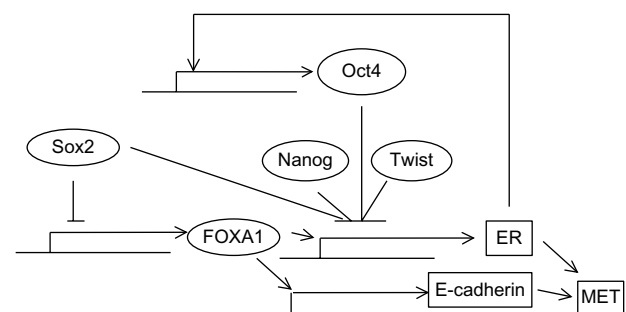 Oct4
Sox2
Nanog
Twist
FOXA1
ER
E-cadherin
MET